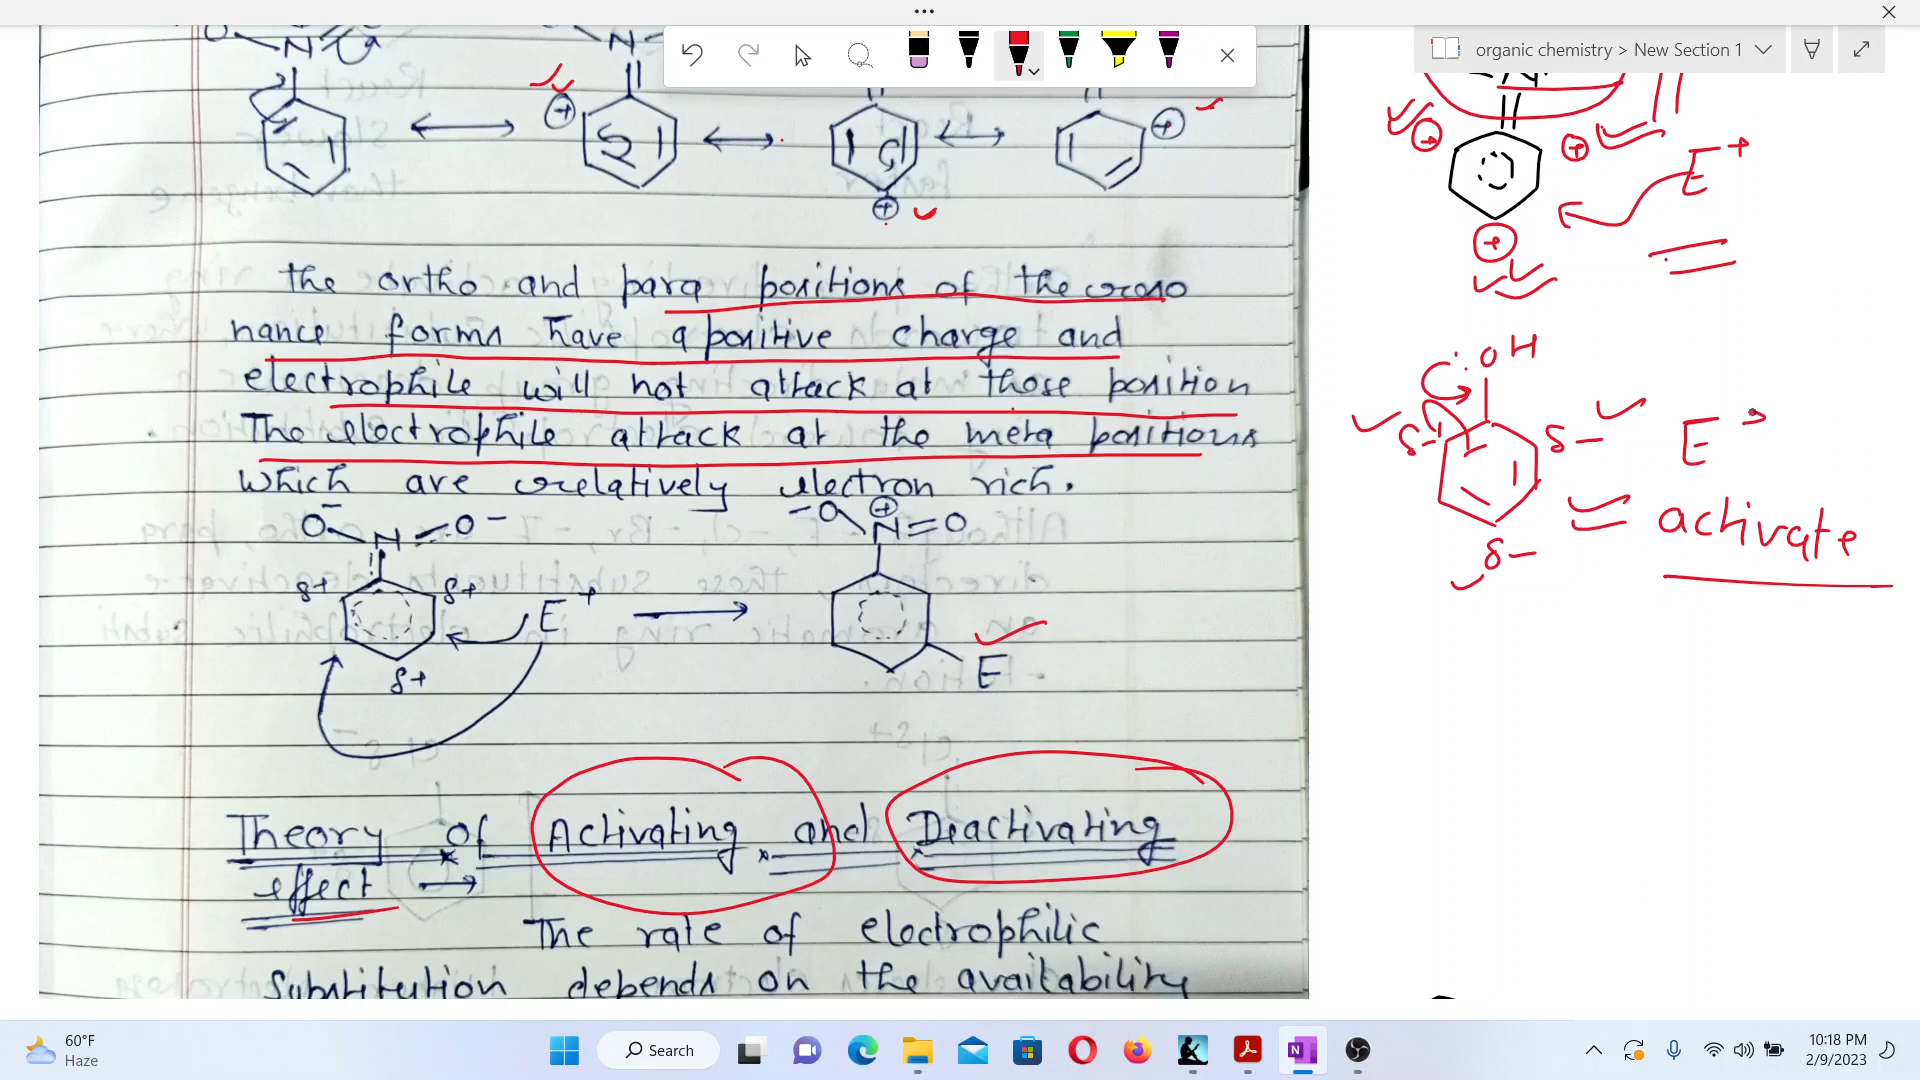 organic chemistry > New Section 1
the ortho and para positions of the reso
nance forms have a positive charge and
electrophile will not attack at those position
The electrophile attack at the meta positions
which are relatively electron rich.
O⁻ N O⁻
δ+ δ+ E+
δ+
⁻O N⊕ = O
E
Theory of Activating and Deactivating
effect →
The rate of electrophilic
Substitution depends on the availability
E+
OH
δ- δ- E
δ-
activate
60°F
Haze
Search
10:18 PM
2/9/2023